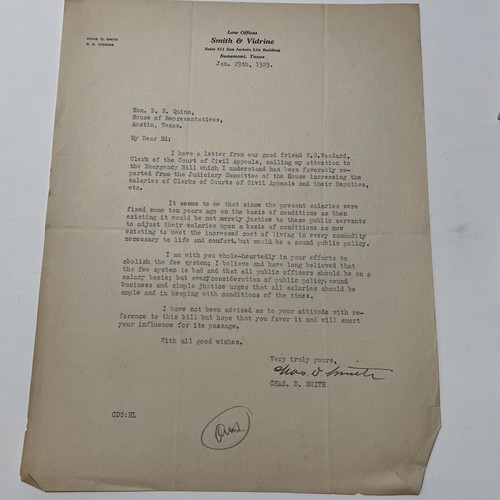 Law Offices
Smith & Vidrine
Suite 511 San Jacinto Life Building
Beaumont, Texas
CHAS. D. SMITH
B. D. VIDRINE
Jan. 29th, 1929.
Hon. B. E. Quinn,
House of Representatives,
Austin, Texas.
My Dear Ed:
I have a letter from our good friend W.O.Woodard,
Clerk of the Court of Civil Appeals, calling my attention to
the Emergency Bill which I understand has been favorably re-
ported from the Judiciary Committee of the House increasing the
salaries of Clerks of Courts of Civil Appeals and their Deputies,
etc.
It seems to me that since the present salaries were
fixed some ten years ago on the basis of conditions as then
existing it would be not merely justice to these public servants
to adjust their salaries upon a basis of conditions as now
existing to meet the increased cost of living in every commodity
necessary to life and comfort, but would be a sound public policy.
I am with you whole-heartedly in your efforts to
abolish the fee system; I believe and have long believed that
the fee system is bad and that all public officers should be on a
salary basis; but every consideration of public policy, sound
business and simple justice urges that all salaries should be
ample and in keeping with conditions of the times.
I have not been advised as to your attitude with re-
ference to this bill but hope that you favor it and will exert
your influence for its passage.
With all good wishes.
Very truly yours,
Chas. D. Smith
CHAS. D. SMITH
CDS:HL